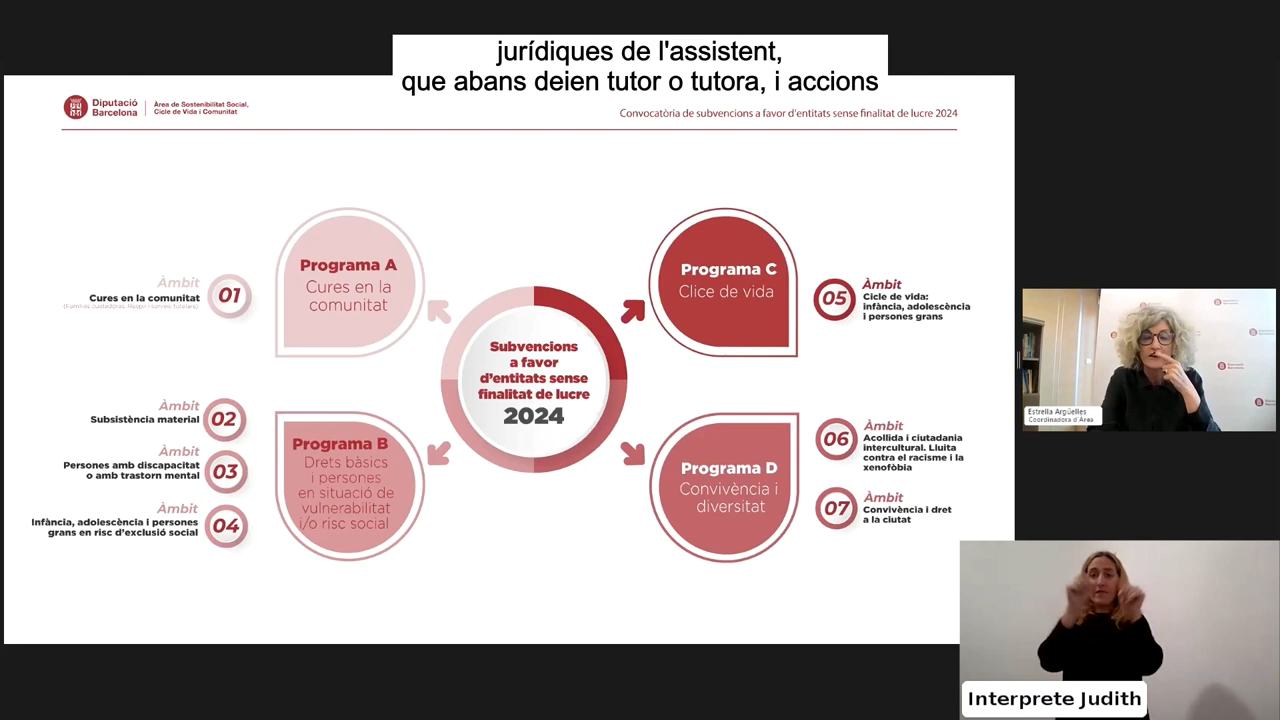 jurídiques de l'assistent,
que abans deien tutor o tutora, i accions
Diputació
Barcelona
Àrea de Sostenibilitat Social,
Cicle de Vida i Comunitat
Convocatòria de subvencions a favor d'entitats sense finalitat de lucre 2024
Àmbit
Cures en la comunitat
01
Programa A
Cures en la
comunitat
Àmbit
Subsistència material
02
Àmbit
Persones amb discapacitat
o amb trastorn mental
03
Àmbit
Infància, adolescència i persones
grans en risc d'exclusió social
04
Programa B
Drets bàsics
i persones
en situació de
vulnerabilitat
i/o risc social
Subvencions
a favor
d'entitats sense
finalitat de lucre
2024
Programa C
Clice de vida
05
Àmbit
Cicle de vida:
infància, adolescència
i persones grans
Programa D
Convivència i
diversitat
06
Àmbit
Acollida i ciutadania
intercultural. Lluita
contra el racisme i la
xenofòbia
07
Àmbit
Convivència i dret
a la ciutat
Estrella Argüelles
Coordinadora d'Àrea
Interprete Judith